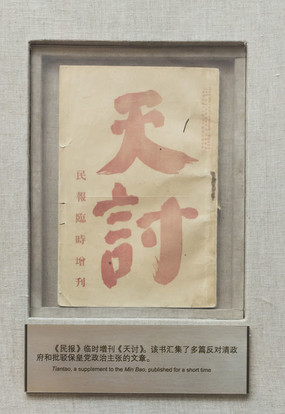 天討
民報臨時增刊
《民报》临时增刊《天讨》。该书汇集了多篇反对清政
府和批驳保皇党政治主张的文章。
Tiantao, a supplement to the Min Bao, published for a short time